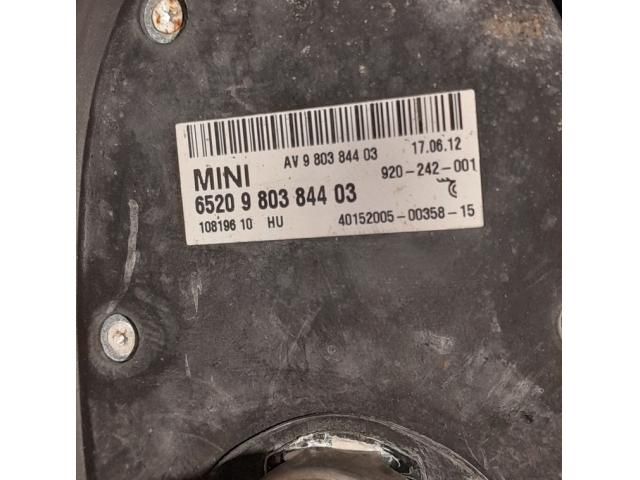 AV 9 803 844 03 17.06.12
MINI 920-242-001
6520 9 803 844 03
108196 10 HU 40152005-00358-15